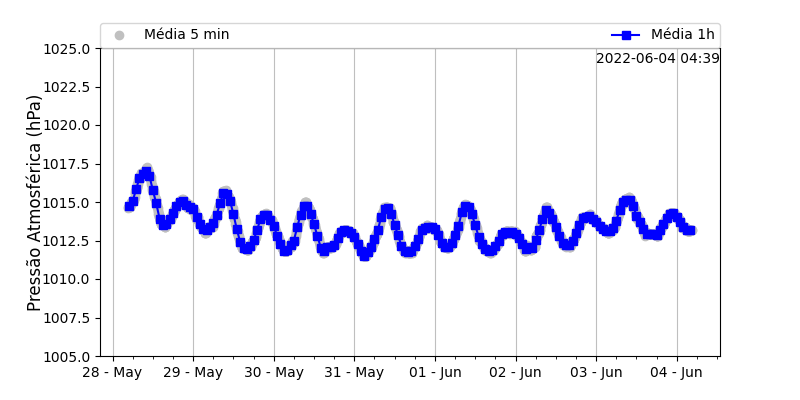 Média 5 min
Média 1h
2022-06-04 04:39
Pressão Atmosférica (hPa)
1025.0
1022.5
1020.0
1017.5
1015.0
1012.5
1010.0
1007.5
1005.0
28 - May
29 - May
30 - May
31 - May
01 - Jun
02 - Jun
03 - Jun
04 - Jun